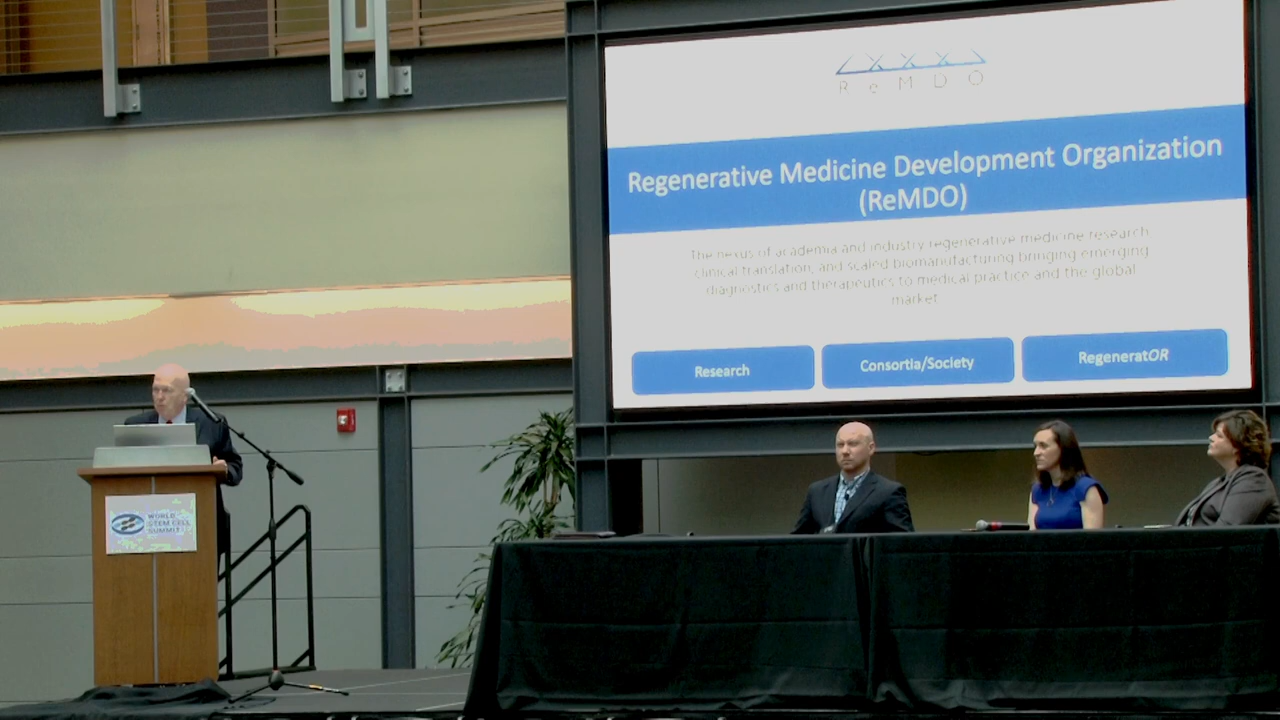 ReMDO
Regenerative Medicine Development Organization
(ReMDO)
The nexus of academia and industry regenerative medicine research,
clinical translation, and scaled biomanufacturing bringing emerging
diagnostics and therapeutics to medical practice and the global
market
Research
Consortia/Society
RegeneratOR
WORLD
STEM CELL
SUMMIT